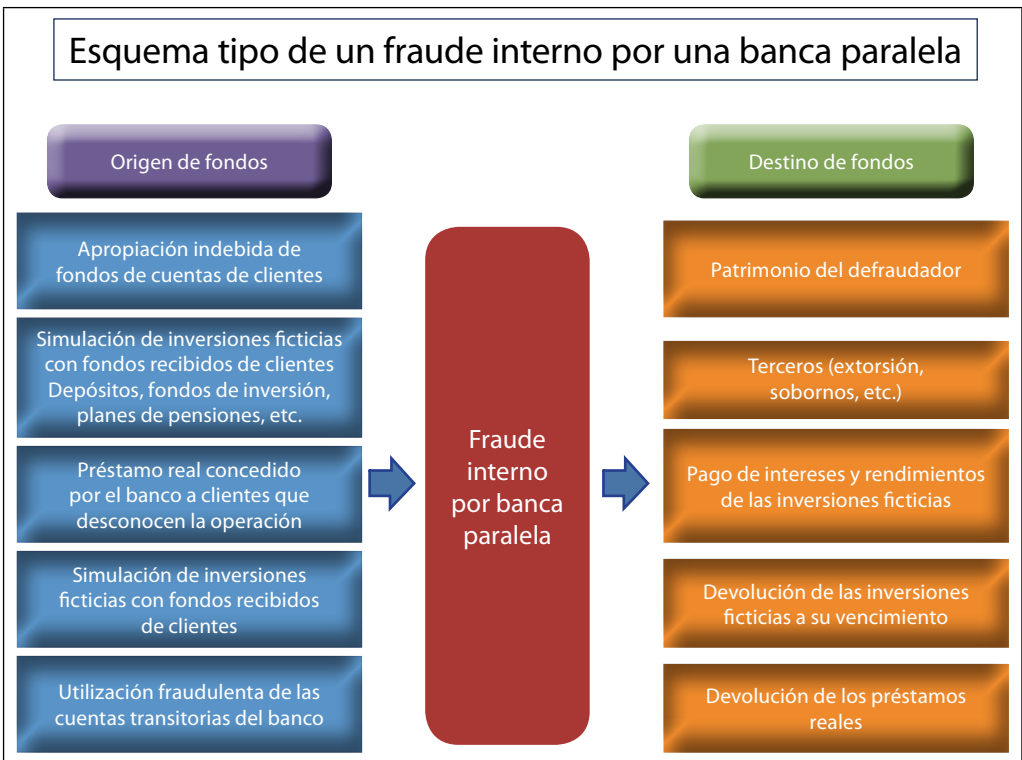 Esquema tipo de un fraude interno por una banca paralela
Origen de fondos
Apropiación indebida de
fondos de cuentas de clientes
Simulación de inversiones ficticias
con fondos recibidos de clientes
Depósitos, fondos de inversión,
planes de pensiones, etc.
Préstamo real concedido
por el banco a clientes que
desconocen la operación
Simulación de inversiones
ficticias con fondos recibidos
de clientes
Utilización fraudulenta de las
cuentas transitorias del banco
Fraude
interno
por banca
paralela
Destino de fondos
Patrimonio del defraudador
Terceros (extorsión,
sobornos, etc.)
Pago de intereses y rendimientos
de las inversiones ficticias
Devolución de las inversiones
ficticias a su vencimiento
Devolución de los préstamos
reales